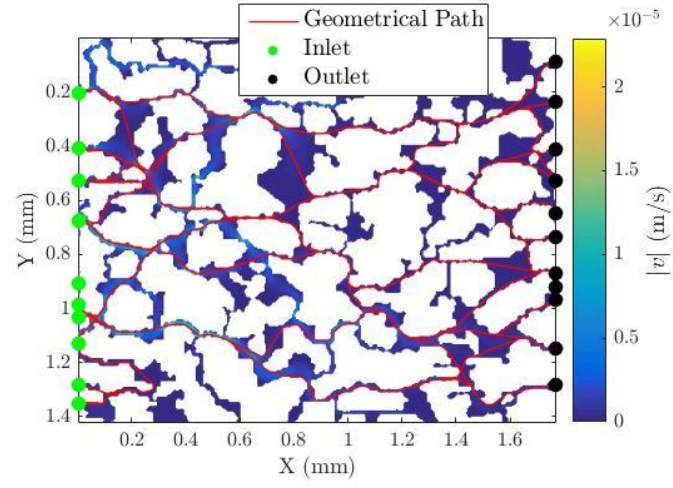 Geometrical Path
Inlet
Outlet
×10⁻⁵
2
1.5
1
0.5
0
|v| (m/s)
0.2
0.4
0.6
0.8
1
1.2
1.4
Y (mm)
0.2 0.4 0.6 0.8 1 1.2 1.4 1.6
X (mm)